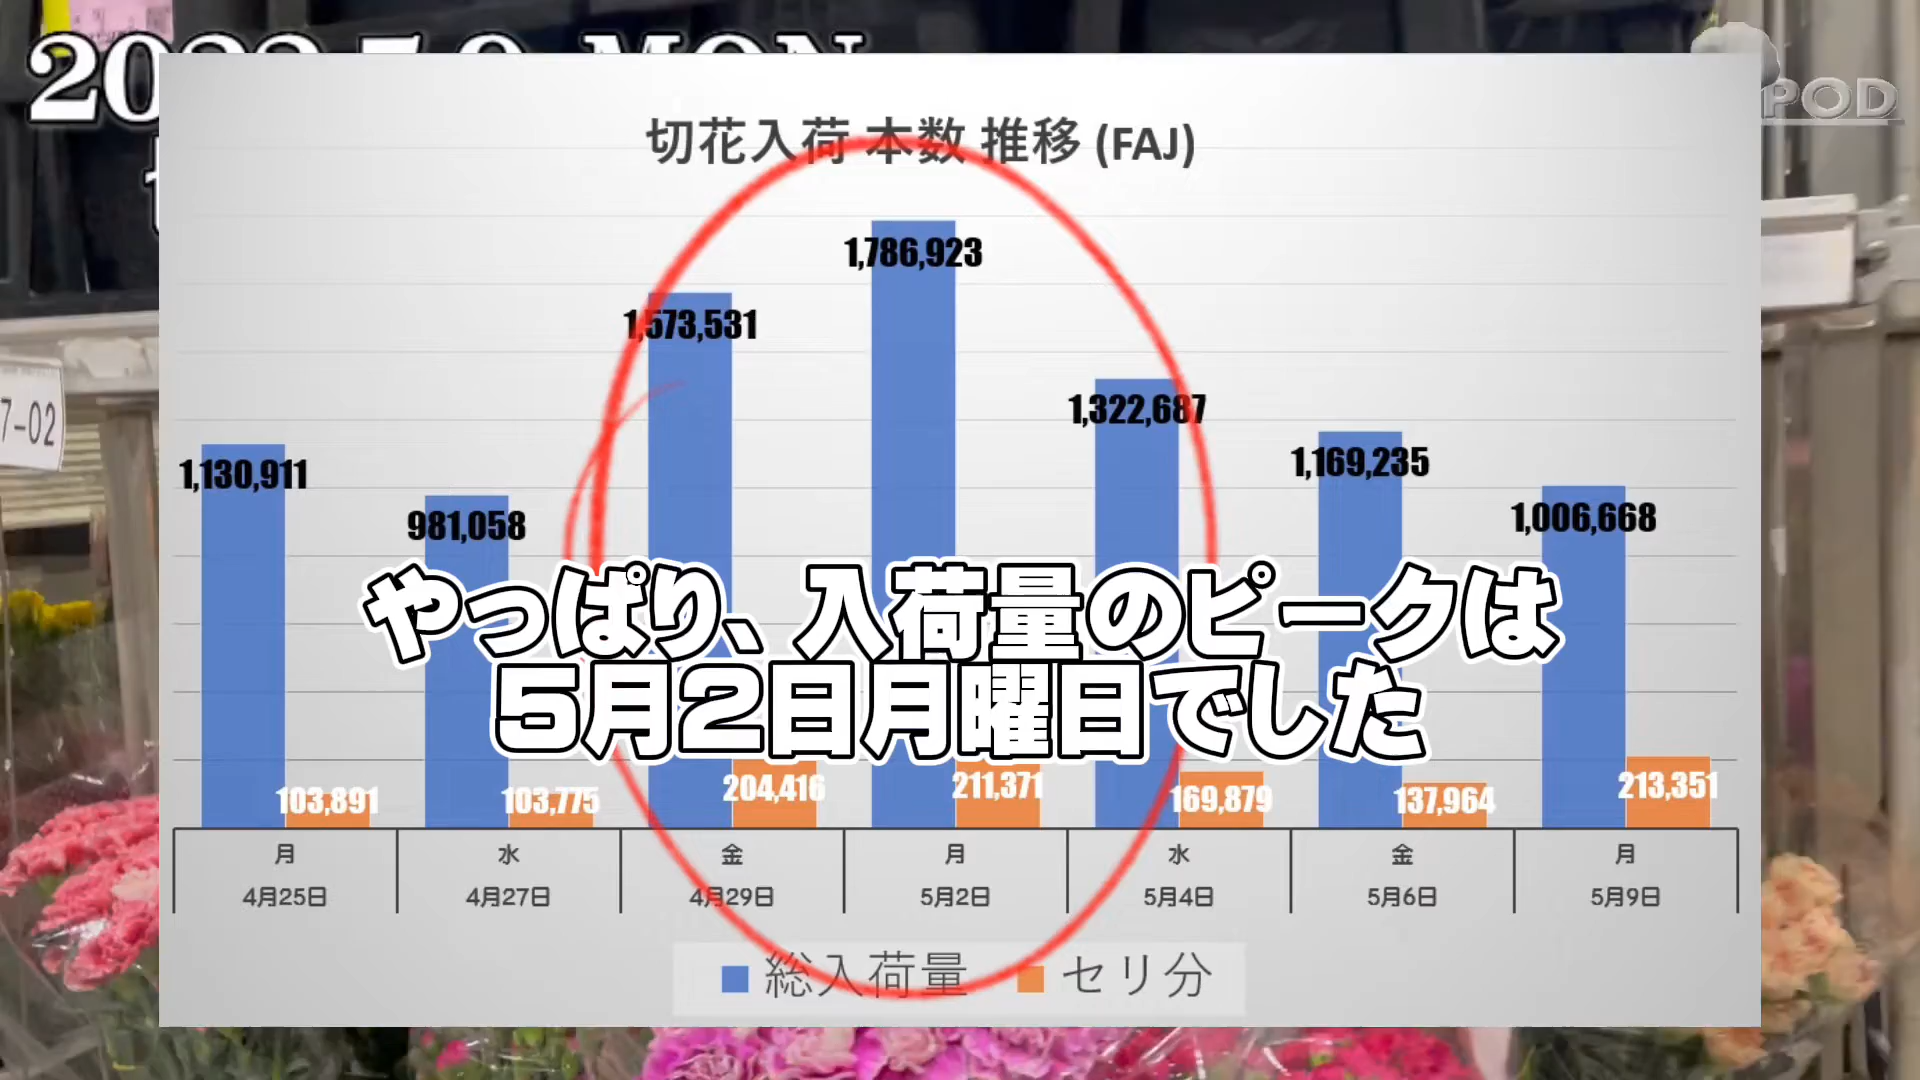 POD
切花入荷 本数 推移 (FAJ)
1,786,923
1,573,531
1,322,687
1,169,235
1,130,911
1,006,668
981,058
7-02
やっぱり、入荷量のピークは
5月2日月曜日でした
103,891
103,775
204,416
211,371
169,879
137,964
213,351
月 水 金 月 水 金 月
4月25日 4月27日 4月29日 5月2日 5月4日 5月6日 5月9日
総入荷量 セリ分